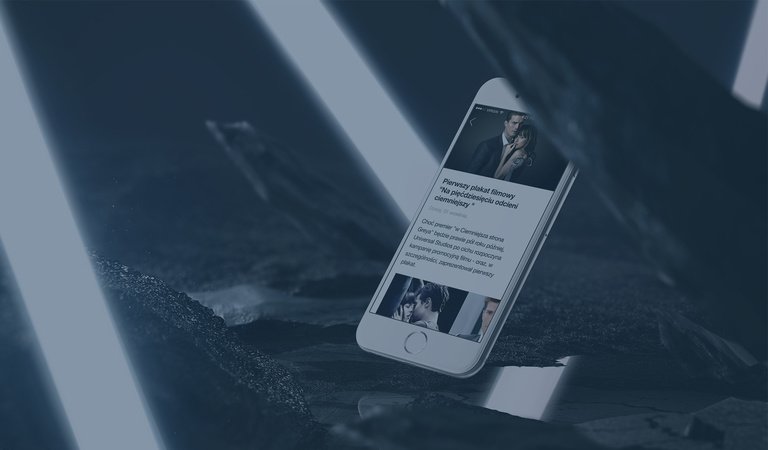 Pierwszy plakat filmowy
"Na pięćdziesięciu odcieni
ciemniejszy "
Choć premier "w Ciemniejsza strona
Greya" będzie prawie pół roku później,
Universal Studios po cichu rozpoczyna
kampanię promocyjną filmu - oraz, w
szczególności, zaprezentował pierwszy
plakat.